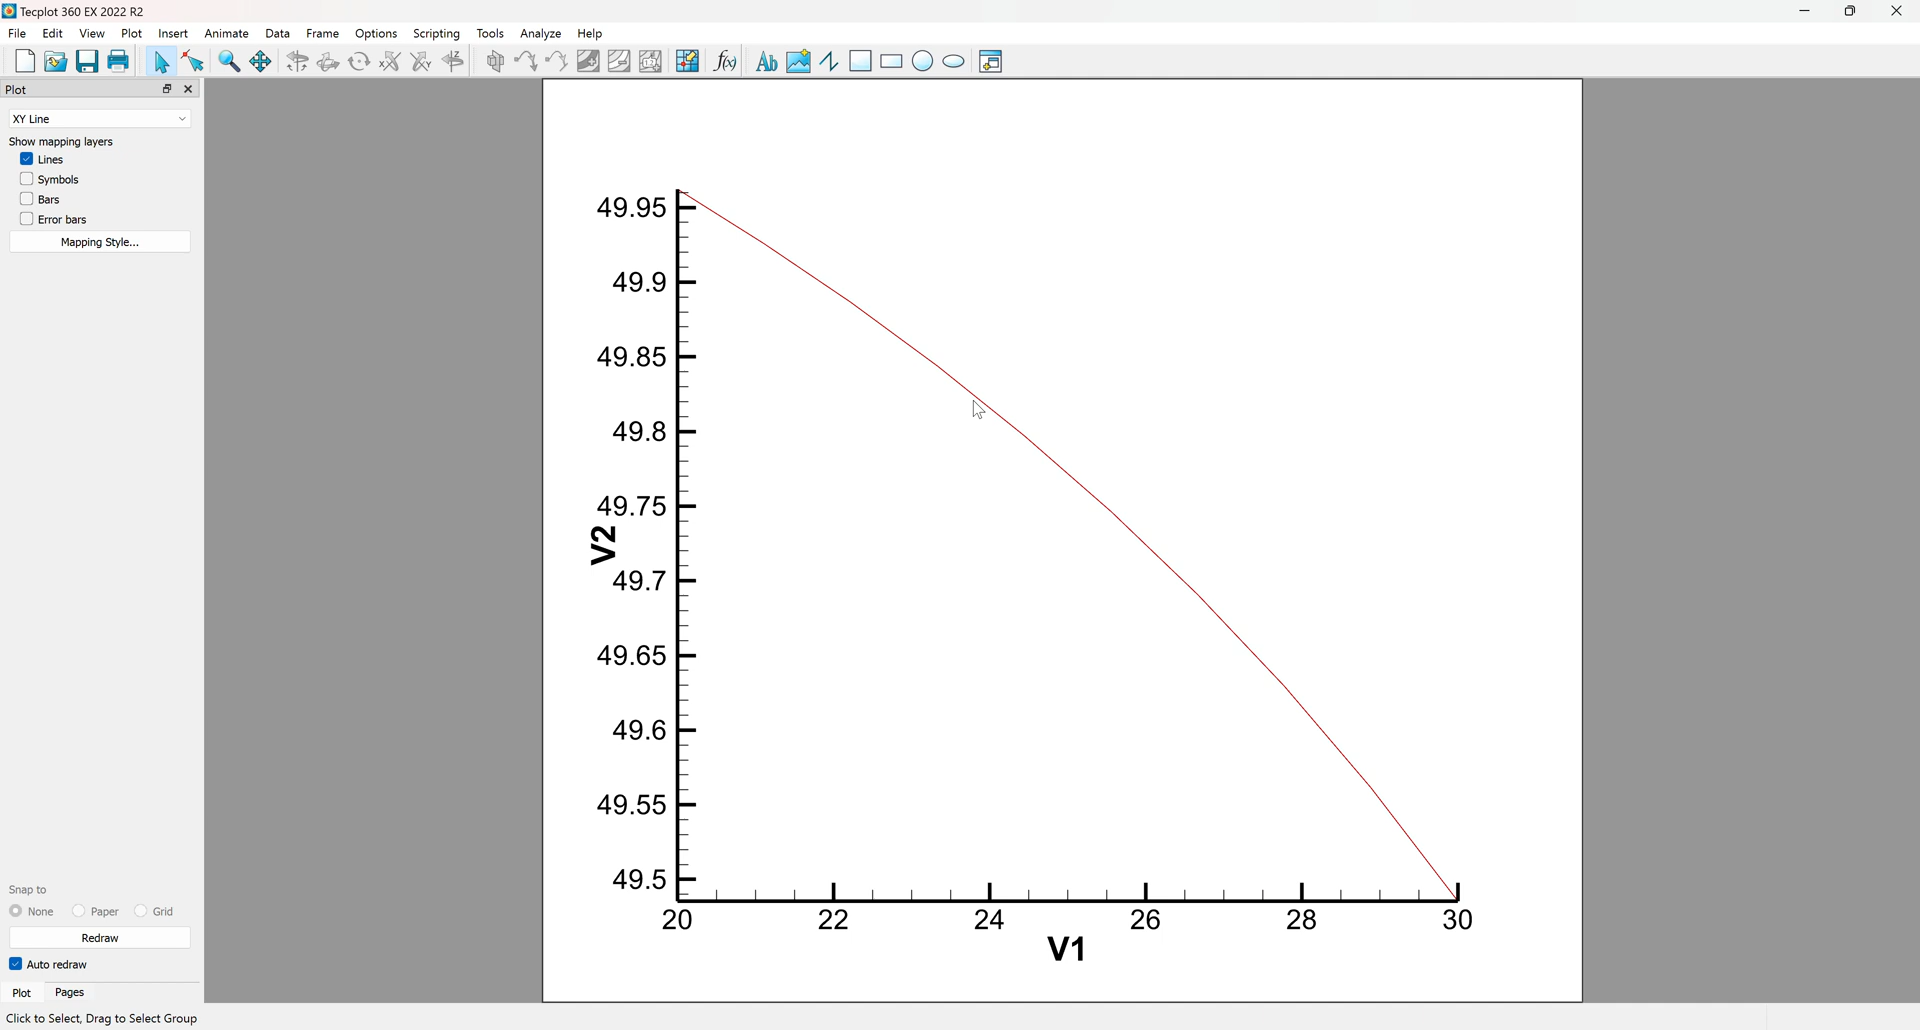 Tecplot 360 EX 2022 R2
File Edit View Plot Insert Animate Data Frame Options Scripting Tools Analyze Help
Plot
XY Line
Show mapping layers
Lines
Symbols
Bars
Error bars
Mapping Style...
Snap to
None Paper Grid
Redraw
Auto redraw
Plot Pages
Click to Select, Drag to Select Group
49.95
49.9
49.85
49.8
49.75
V2
49.7
49.65
49.6
49.55
49.5
20 22 24 26 28 30
V1